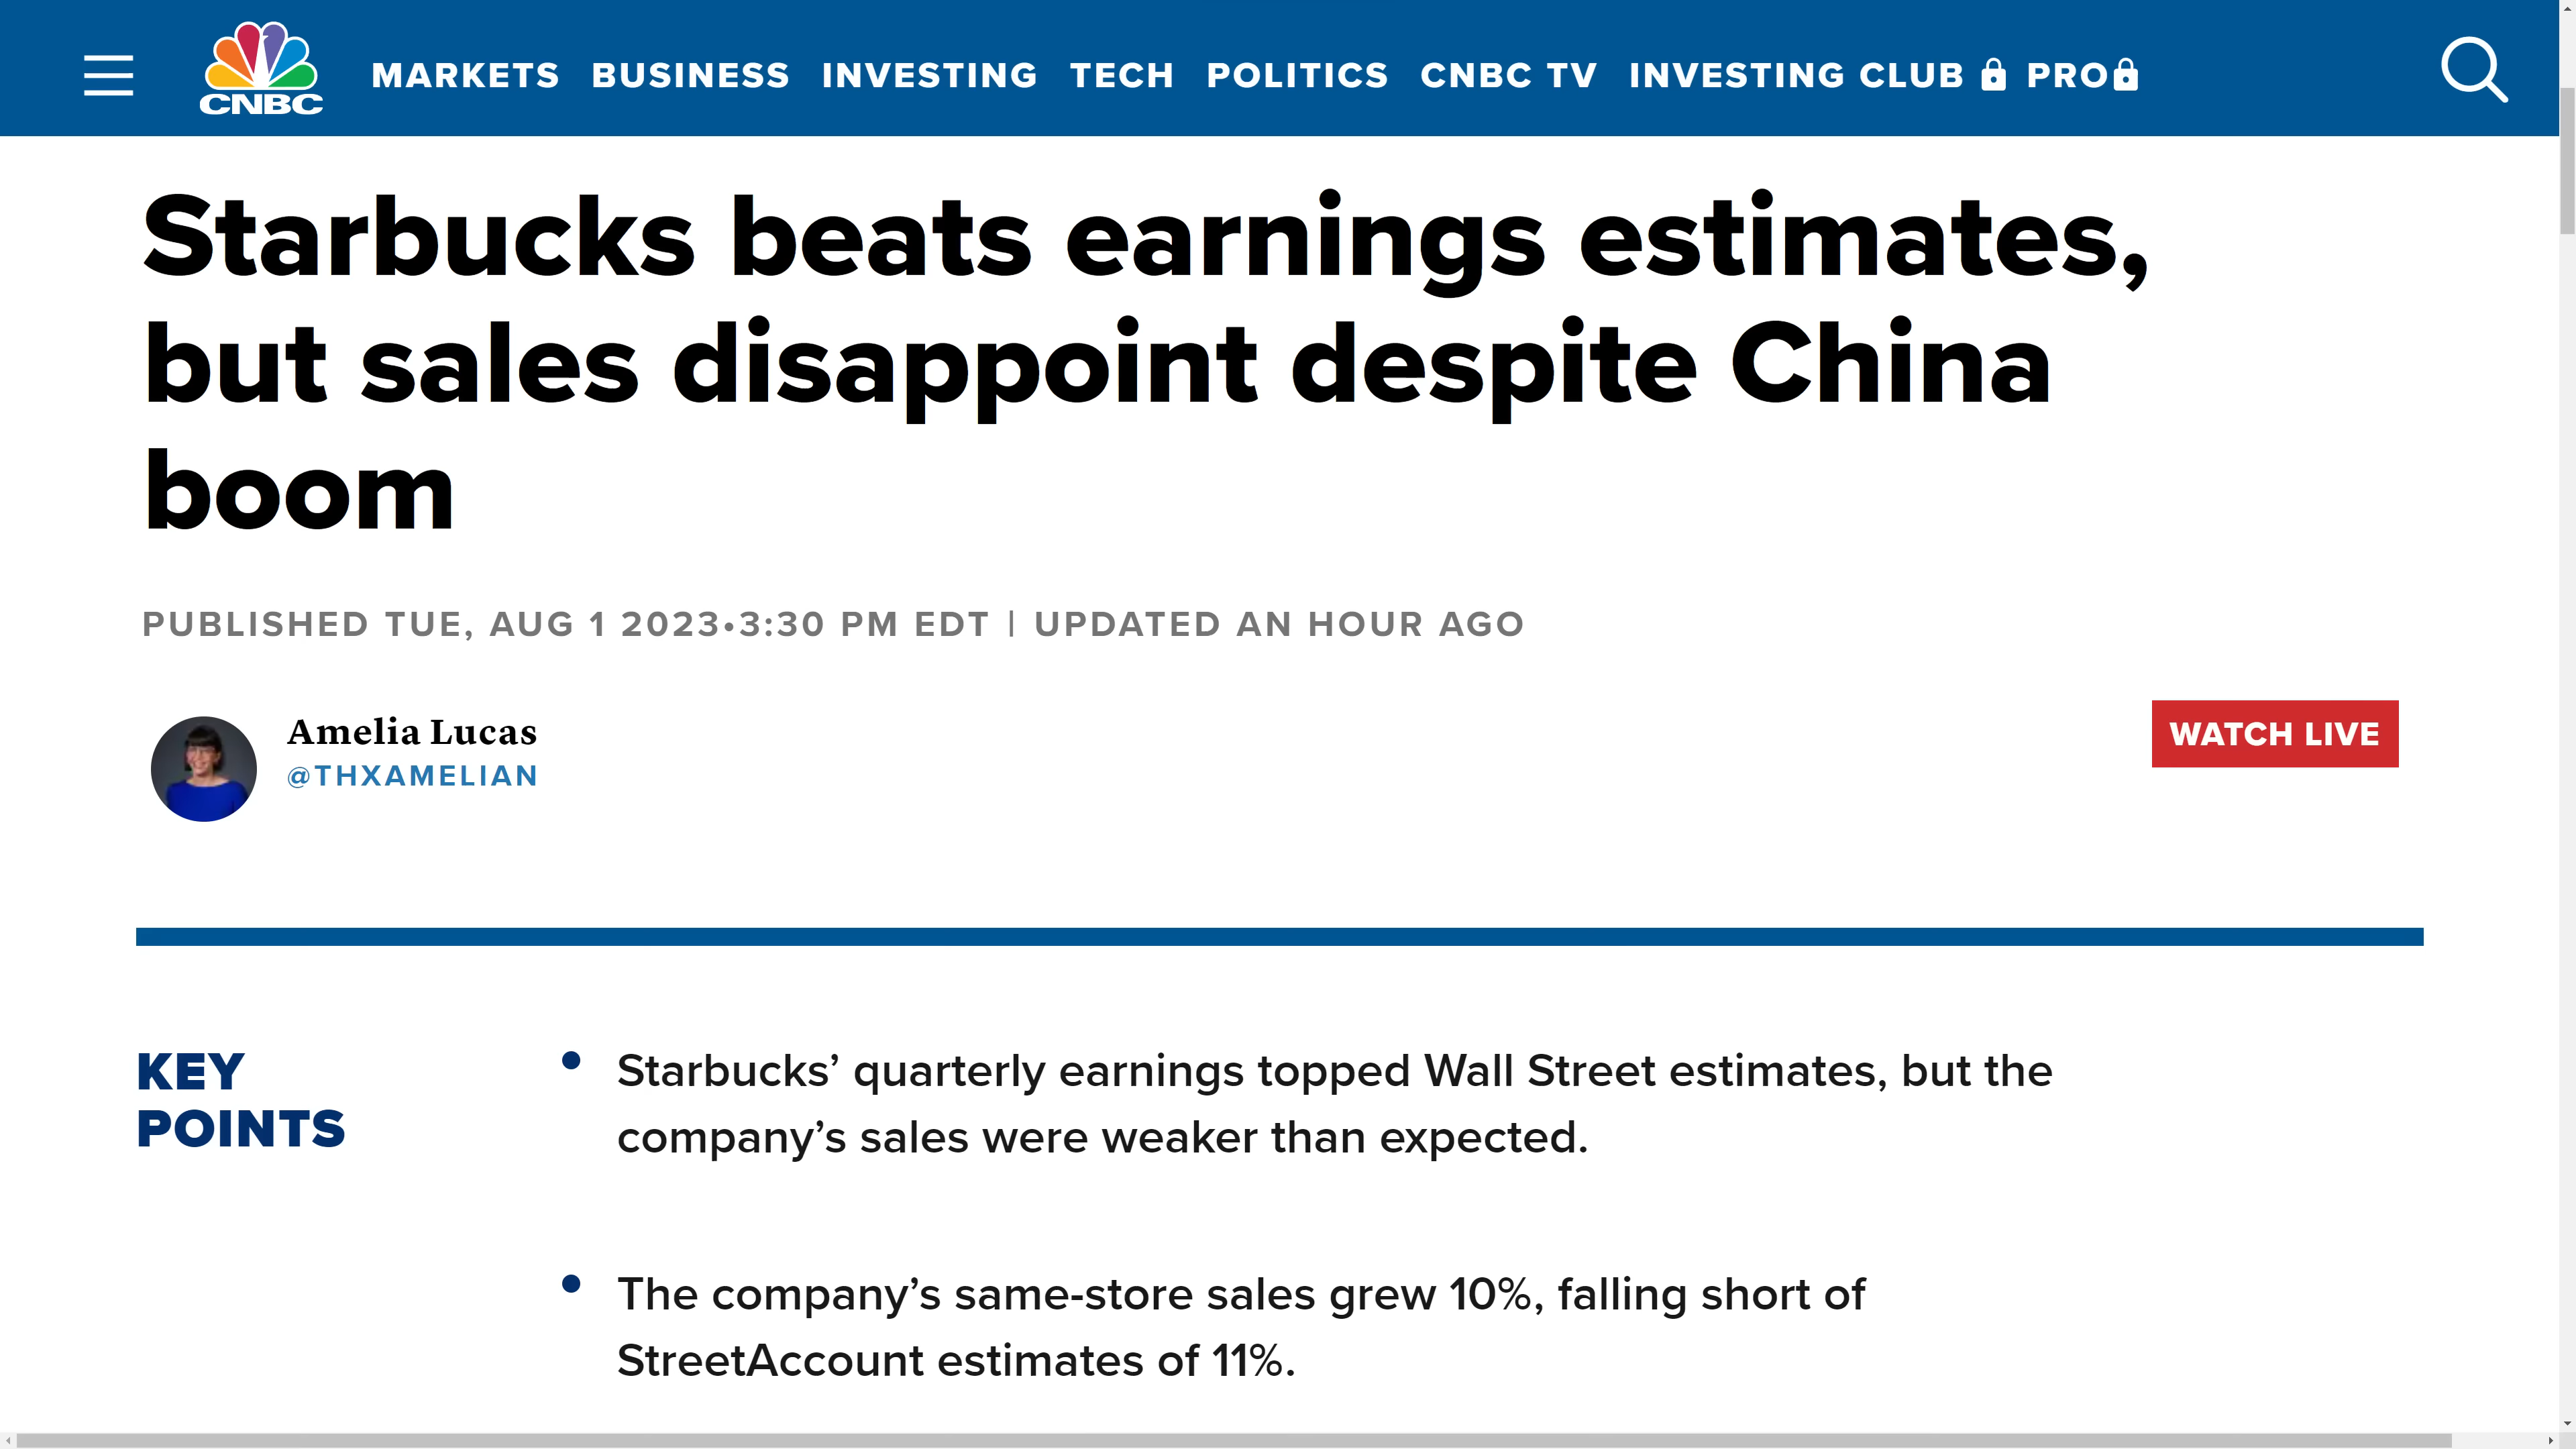 CNBC
MARKETS BUSINESS INVESTING TECH POLITICS CNBC TV INVESTING CLUB PRO
Starbucks beats earnings estimates,
but sales disappoint despite China
boom
PUBLISHED TUE, AUG 1 2023•3:30 PM EDT | UPDATED AN HOUR AGO
Amelia Lucas
@THXAMELIAN
WATCH LIVE
KEY
POINTS
• Starbucks’ quarterly earnings topped Wall Street estimates, but the
company’s sales were weaker than expected.
• The company’s same-store sales grew 10%, falling short of
StreetAccount estimates of 11%.